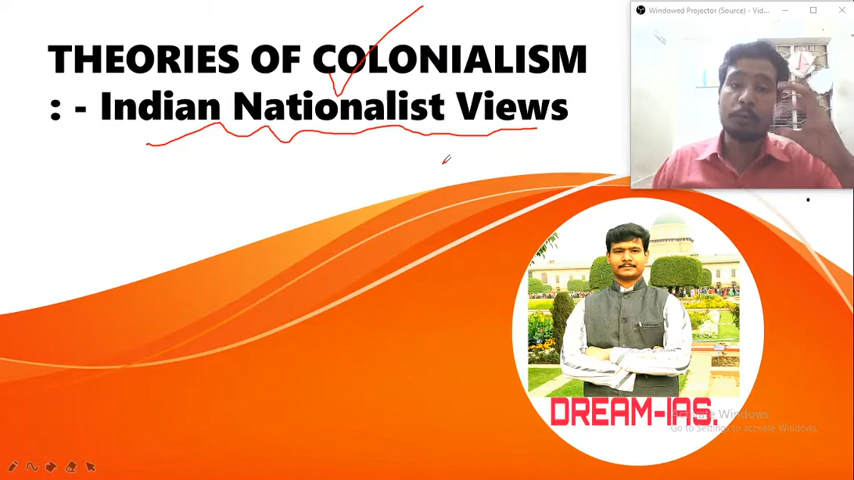 Windowed Projector (Source) - Vid...
THEORIES OF COLONIALISM
: - Indian Nationalist Views
DREAM-IAS.
Activate Windows
Go to Settings to activate Windows.